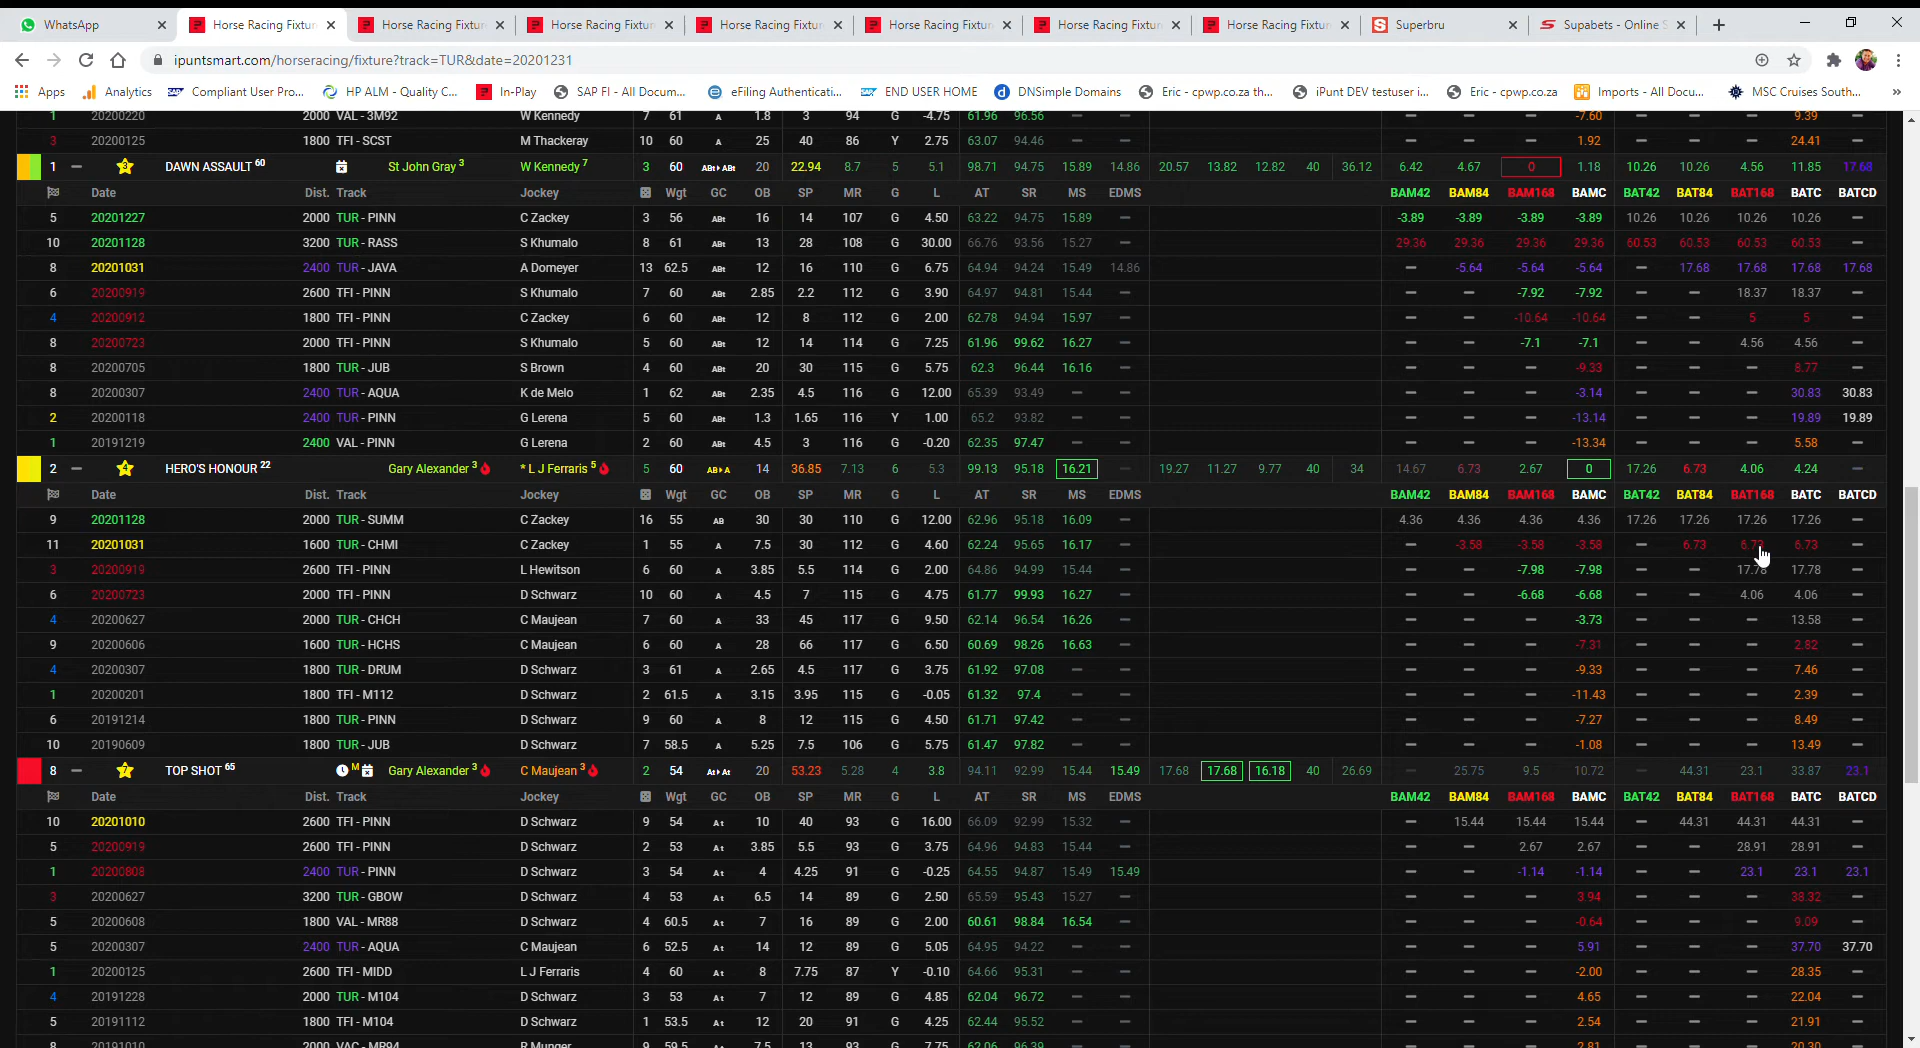 WhatsApp Horse Racing Fixtur Horse Racing Fixtur Horse Racing Fixtur Horse Racing Fixtur Horse Racing Fixtur Horse Racing Fixtur Horse Racing Fixtur Superbru Supabets - Online S
ipuntsmart.com/horseracing/fixture?track=TUR&date=20201231
Apps Analytics Compliant User Pro... HP ALM - Quality C... In-Play SAP FI - All Docum... eFiling Authenticati... END USER HOME DNSimple Domains Eric - cpwp.co.za th... iPunt DEV testuser i... Eric - cpwp.co.za Imports - All Docu... MSC Cruises South... »
1 20200220 2000 VAL - 3M92 W Kennedy 7 61 A 1.8 3 94 G -4.75 61.96 96.56 — — -7.60 9.39 —
3 20200125 1800 TFI - SCST M Thackeray 10 60 A 25 40 86 Y 2.75 63.07 94.46 — — — — — 1.92 — — — 24.41 —
1 — 3 DAWN ASSAULT 60 St John Gray 3 W Kennedy 7 3 60 ABt ABt 20 22.94 8.7 5 5.1 98.71 94.75 15.89 14.86 20.57 13.82 12.82 40 36.12 6.42 4.67 0 1.18 10.26 10.26 4.56 11.85 17.68
Date Dist. Track Jockey Wgt GC OB SP MR G L AT SR MS EDMS BAM42 BAM84 BAM168 BAMC BAT42 BAT84 BAT168 BATC BATCD
5 20201227 2000 TUR - PINN C Zackey 3 56 ABt 16 14 107 G 4.50 63.22 94.75 15.89 — -3.89 -3.89 -3.89 -3.89 10.26 10.26 10.26 10.26 —
10 20201128 3200 TUR - RASS S Khumalo 8 61 ABt 13 28 108 G 30.00 66.76 93.56 15.27 — 29.36 29.36 29.36 29.36 60.53 60.53 60.53 60.53 —
8 20201031 2400 TUR - JAVA A Domeyer 13 62.5 ABt 12 16 110 G 6.75 64.94 94.24 15.49 14.86 — -5.64 -5.64 -5.64 — 17.68 17.68 17.68 17.68
6 20200919 2600 TFI - PINN S Khumalo 7 60 ABt 2.85 2.2 112 G 3.90 64.97 94.81 15.44 — — — -7.92 -7.92 — — 18.37 18.37 —
4 20200912 1800 TFI - PINN C Zackey 6 60 ABt 12 8 112 G 2.00 62.78 94.94 15.97 — — — -10.64 -10.64 — — 5 5 —
8 20200723 2000 TFI - PINN S Khumalo 5 60 ABt 12 14 114 G 7.25 61.96 99.62 16.27 — — — -7.1 -7.1 — — 4.56 4.56 —
8 20200705 1800 TUR - JUB S Brown 4 60 ABt 20 30 115 G 5.75 62.3 96.44 16.16 — — — — -9.33 — — — 8.77 —
8 20200307 2400 TUR - AQUA K de Melo 1 62 ABt 2.35 4.5 116 G 12.00 65.39 93.49 — — — — — -3.14 — — — 30.83 30.83
2 20200118 2400 TUR - PINN G Lerena 5 60 ABt 1.3 1.65 116 Y 1.00 65.2 93.82 — — — — — -13.14 — — — 19.89 19.89
1 20191219 2400 VAL - PINN G Lerena 2 60 ABt 4.5 3 116 G -0.20 62.35 97.47 — — — — — -13.34 — — — 5.58 —
2 — 4 HERO'S HONOUR 22 Gary Alexander 3 * L J Ferraris 5 5 60 AB A 14 36.85 7.13 6 5.3 99.13 95.18 16.21 — 19.27 11.27 9.77 40 34 14.67 6.73 2.67 0 17.26 6.73 4.06 4.24 —
Date Dist. Track Jockey Wgt GC OB SP MR G L AT SR MS EDMS BAM42 BAM84 BAM168 BAMC BAT42 BAT84 BAT168 BATC BATCD
9 20201128 2000 TUR - SUMM C Zackey 16 55 AB 30 30 110 G 12.00 62.96 95.18 16.09 — 4.36 4.36 4.36 4.36 17.26 17.26 17.26 17.26 —
11 20201031 1600 TUR - CHMI C Zackey 1 55 A 7.5 30 112 G 4.60 62.24 95.65 16.17 — — -3.58 -3.58 -3.58 — 6.73 6.73 6.73 —
3 20200919 2600 TFI - PINN L Hewitson 6 60 A 3.85 5.5 114 G 2.00 64.86 94.99 15.44 — — — -7.98 -7.98 — — 17.78 17.78 —
6 20200723 2000 TFI - PINN D Schwarz 10 60 A 4.5 7 115 G 4.75 61.77 99.93 16.27 — — — -6.68 -6.68 — — 4.06 4.06 —
4 20200627 2000 TUR - CHCH C Maujean 7 60 A 33 45 117 G 9.50 62.14 96.54 16.26 — — — — -3.73 — — — 13.58 —
9 20200606 1600 TUR - HCHS C Maujean 6 60 A 28 66 117 G 6.50 60.69 98.26 16.63 — — — — -7.31 — — — 2.82 —
4 20200307 1800 TUR - DRUM D Schwarz 3 61 A 2.65 4.5 117 G 3.75 61.92 97.08 — — — — — -9.33 — — — 7.46 —
1 20200201 1800 TFI - M112 D Schwarz 2 61.5 A 3.15 3.95 115 G -0.05 61.32 97.4 — — — — — -11.43 — — — 2.39 —
6 20191214 1800 TUR - PINN D Schwarz 9 60 A 8 12 115 G 4.50 61.71 97.42 — — — — — -7.27 — — — 8.49 —
10 20190609 1800 TUR - JUB D Schwarz 7 58.5 A 5.25 7.5 106 G 5.75 61.47 97.82 — — — — — -1.08 — — — 13.49 —
8 — 7 TOP SHOT 65 M Gary Alexander 3 C Maujean 3 2 54 At At 20 53.23 5.28 4 3.8 94.11 92.99 15.44 15.49 17.68 17.68 16.18 40 26.69 — 25.75 9.5 10.72 — 44.31 23.1 33.87 23.1
Date Dist. Track Jockey Wgt GC OB SP MR G L AT SR MS EDMS BAM42 BAM84 BAM168 BAMC BAT42 BAT84 BAT168 BATC BATCD
10 20201010 2600 TFI - PINN D Schwarz 9 54 At 10 40 93 G 16.00 66.09 92.99 15.32 — — 15.44 15.44 15.44 — 44.31 44.31 44.31 —
5 20200919 2600 TFI - PINN D Schwarz 2 53 At 3.85 5.5 93 G 3.75 64.96 94.83 15.44 — — — 2.67 2.67 — — 28.91 28.91 —
1 20200808 2400 TUR - PINN D Schwarz 3 54 At 4 4.25 91 G -0.25 64.55 94.87 15.49 15.49 — — -1.14 -1.14 — — 23.1 23.1 23.1
3 20200627 3200 TUR - GBOW D Schwarz 4 53 At 6.5 14 89 G 2.50 65.59 95.43 15.27 — — — — 3.94 — — — 38.32 —
5 20200608 1800 VAL - MR88 D Schwarz 4 60.5 At 7 16 89 G 2.00 60.61 98.84 16.54 — — — — -0.64 — — — 9.09 —
5 20200307 2400 TUR - AQUA C Maujean 6 52.5 At 14 12 89 G 5.05 64.95 94.22 — — — — — 5.91 — — — 37.70 37.70
1 20200125 2600 TFI - MIDD L J Ferraris 4 60 At 8 7.75 87 Y -0.10 64.66 95.31 — — — — — -2.00 — — — 28.35 —
4 20191228 2000 TUR - M104 D Schwarz 3 53 At 7 12 89 G 4.85 62.04 96.72 — — — — — 4.65 — — — 22.04 —
5 20191112 1800 TFI - M104 D Schwarz 1 53.5 At 12 20 91 G 4.25 62.44 95.52 — — — — — 2.54 — — — 21.91 —
8 20191010 2000 VAC - MR94 R Munger 9 59.5 At 7.5 13 93 G 7.75 62.06 96.39 — — — — — 2.81 — — — 20.30 —